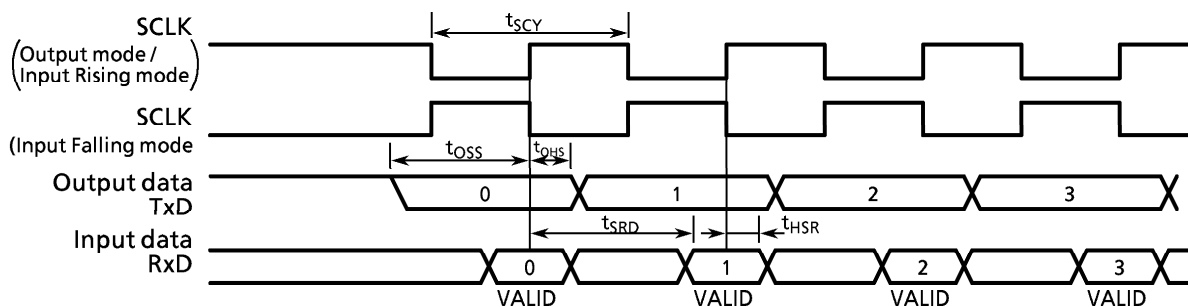 SCLK
tSCY
(Output mode /
Input Rising mode)
SCLK
(Input Falling mode
tOSS
tOHS
Output data
TxD
0 1 2 3
tSRD
tHSR
Input data
RxD
0 1 2 3
VALID VALID VALID VALID